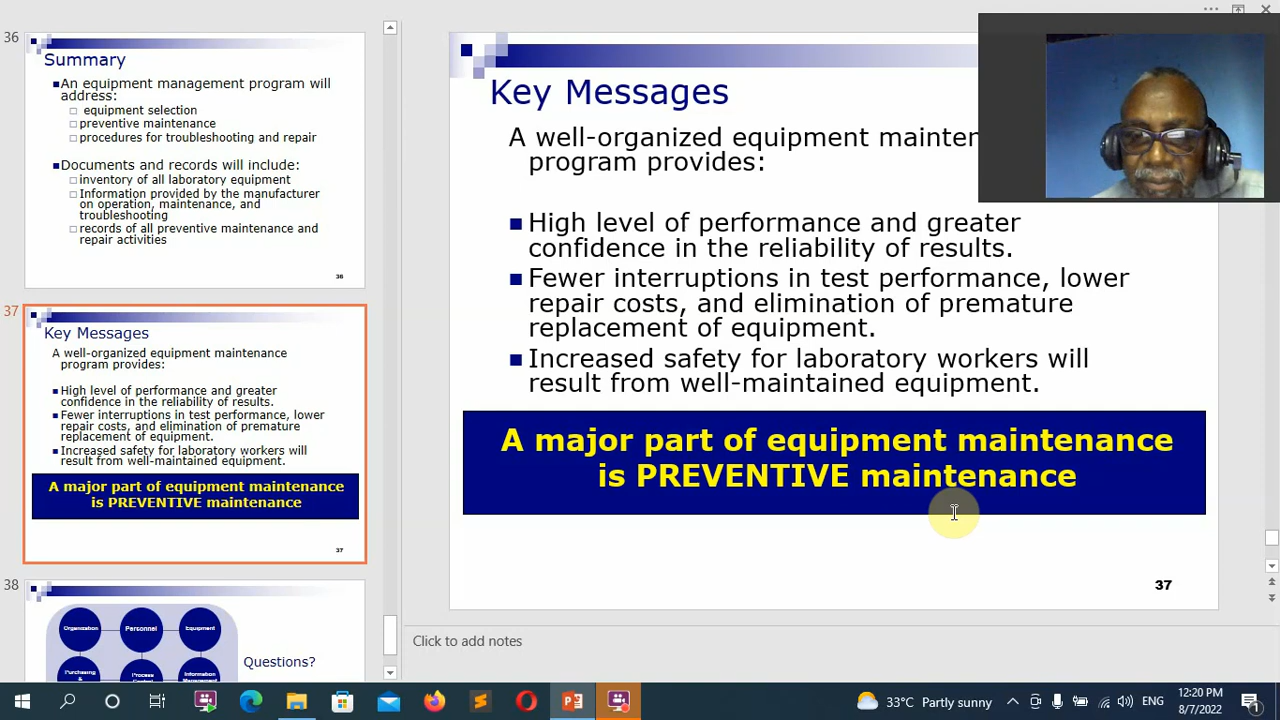 36
Summary
An equipment management program will
address:
equipment selection
preventive maintenance
procedures for troubleshooting and repair
Documents and records will include:
inventory of all laboratory equipment
Information provided by the manufacturer
on operation, maintenance, and
troubleshooting
records of all preventive maintenance and
repair activities
36
37
Key Messages
A well-organized equipment maintenance
program provides:
High level of performance and greater
confidence in the reliability of results.
Fewer interruptions in test performance, lower
repair costs, and elimination of premature
replacement of equipment.
Increased safety for laboratory workers will
result from well-maintained equipment.
A major part of equipment maintenance
is PREVENTIVE maintenance
37
38
Organization Personnel Equipment
Purchasing & Process Control Information Management
Questions?
Key Messages
A well-organized equipment mainten
program provides:
High level of performance and greater
confidence in the reliability of results.
Fewer interruptions in test performance, lower
repair costs, and elimination of premature
replacement of equipment.
Increased safety for laboratory workers will
result from well-maintained equipment.
A major part of equipment maintenance
is PREVENTIVE maintenance
37
Click to add notes
33°C Partly sunny
ENG
12:20 PM
8/7/2022
1